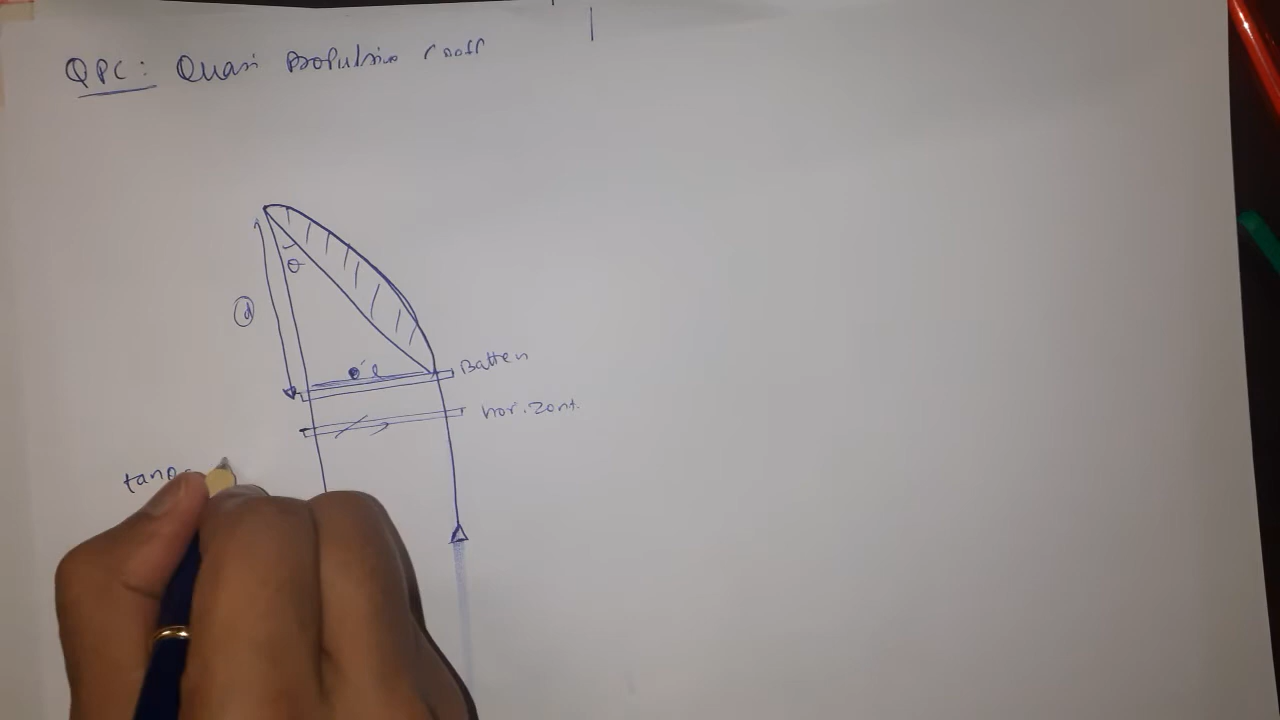 QPC: Quasi propulsive coeff
θ
d
l
Batten
horizont.
tanθ